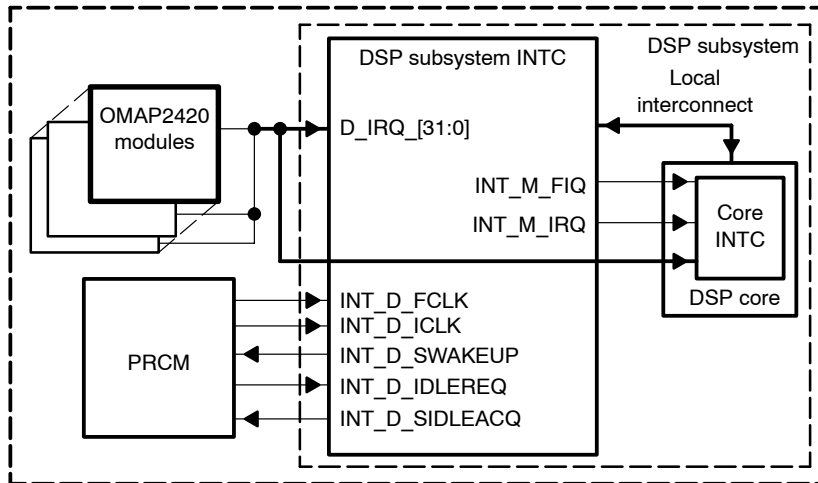 DSP subsystem INTC
DSP subsystem
Local
interconnect
OMAP2420
modules
D_IRQ_[31:0]
INT_M_FIQ
INT_M_IRQ
Core
INTC
DSP core
PRCM
INT_D_FCLK
INT_D_ICLK
INT_D_SWAKEUP
INT_D_IDLEREQ
INT_D_SIDLEACQ